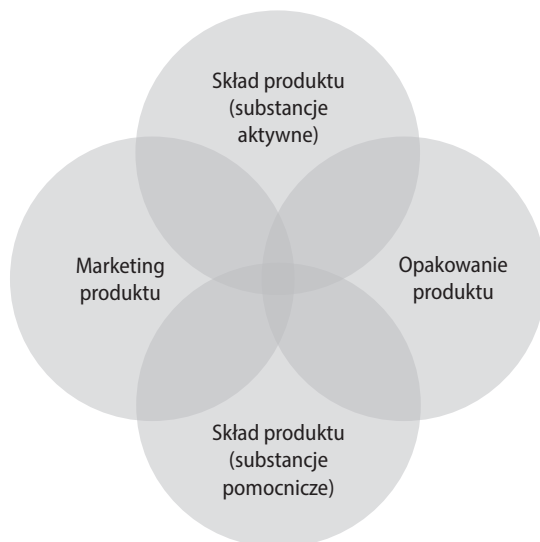 Skład produktu
(substancje
aktywne)
Marketing
produktu
Opakowanie
produktu
Skład produktu
(substancje
pomocnicze)